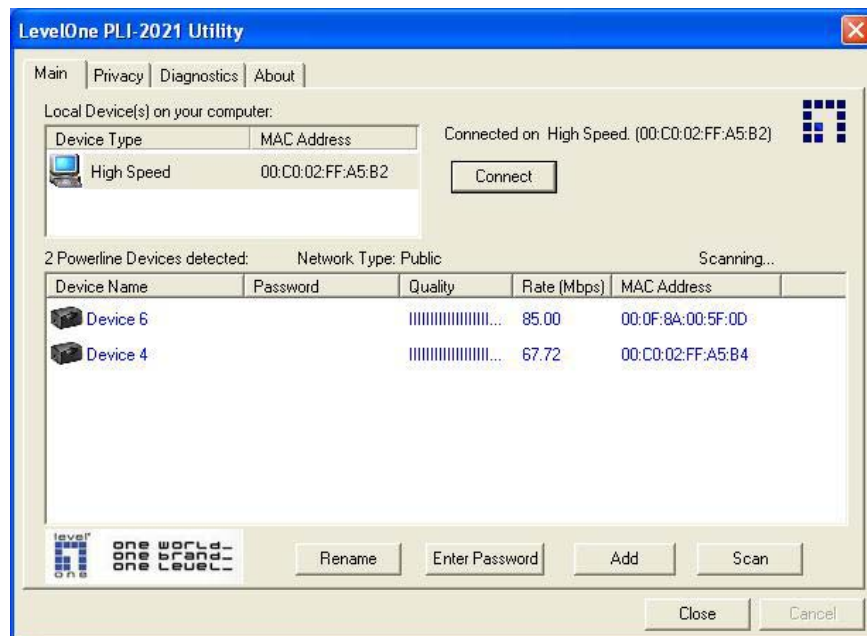 LevelOne PLI-2021 Utility
Main Privacy Diagnostics About
Local Device(s) on your computer:
Device Type MAC Address
High Speed 00:C0:02:FF:A5:B2
Connected on High Speed. (00:C0:02:FF:A5:B2)
Connect
2 Powerline Devices detected: Network Type: Public Scanning...
Device Name Password Quality Rate (Mbps) MAC Address
Device 6 ||||||||||||||||||||... 85.00 00:0F:8A:00:5F:0D
Device 4 ||||||||||||||||||||... 67.72 00:C0:02:FF:A5:B4
level
one
one world_
one brand_
one level_
Rename Enter Password Add Scan
Close Cancel